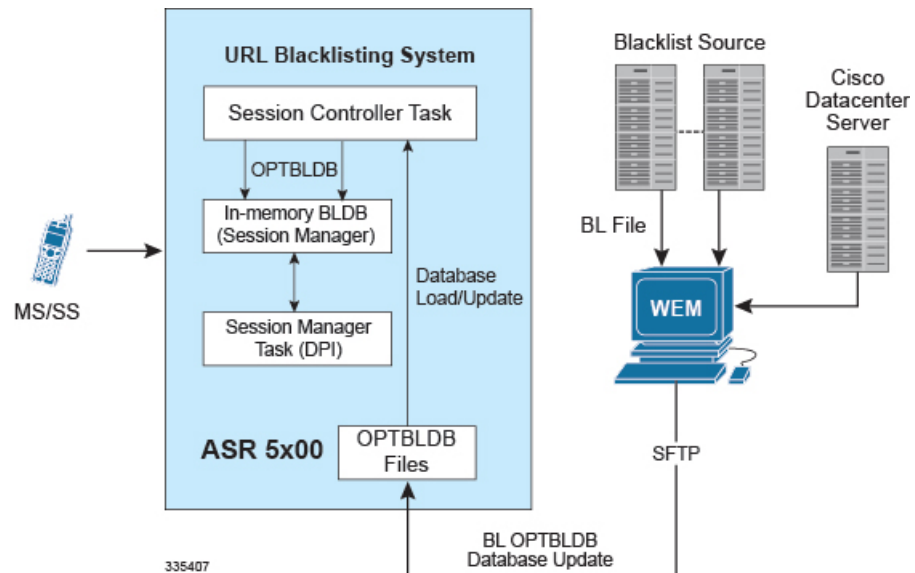 URL Blacklisting System
Session Controller Task
OPTBLDB
In-memory BLDB
(Session Manager)
Database
Load/Update
Session Manager
Task (DPI)
ASR 5x00
OPTBLDB
Files
MS/SS
Blacklist Source
Cisco
Datacenter
Server
BL File
WEM
SFTP
BL OPTBLDB
Database Update
335407